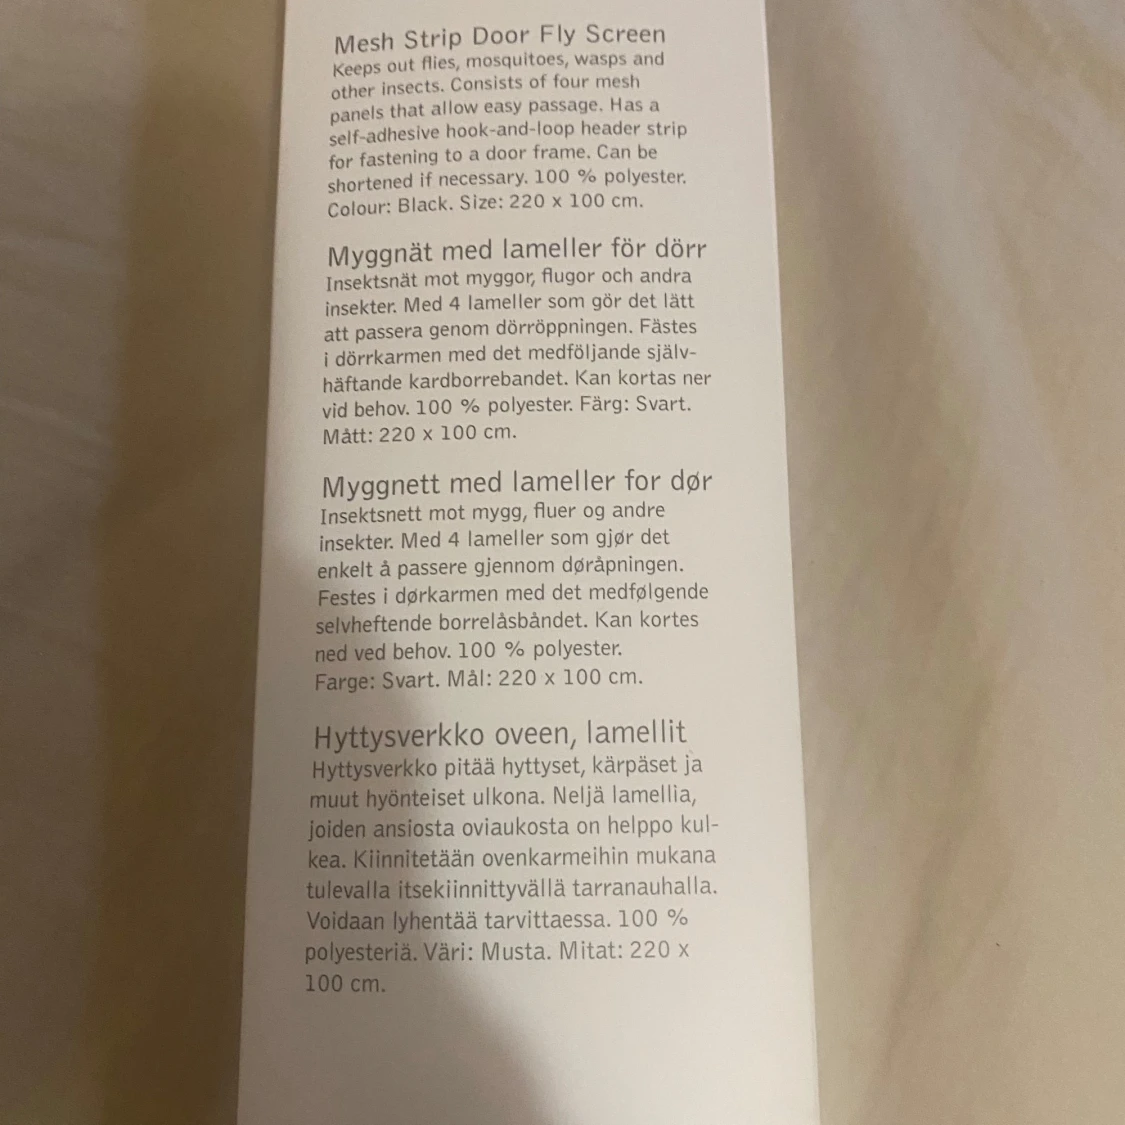 Mesh Strip Door Fly Screen
Keeps out flies, mosquitoes, wasps and
other insects. Consists of four mesh
panels that allow easy passage. Has a
self-adhesive hook-and-loop header strip
for fastening to a door frame. Can be
shortened if necessary. 100 % polyester.
Colour: Black. Size: 220 x 100 cm.
Myggnät med lameller för dörr
Insektsnät mot myggor, flugor och andra
insekter. Med 4 lameller som gör det lätt
att passera genom dörröppningen. Fästes
i dörrkarmen med det medföljande själv-
häftande kardborrebandet. Kan kortas ner
vid behov. 100 % polyester. Färg: Svart.
Mått: 220 x 100 cm.
Myggnett med lameller for dør
Insektsnett mot mygg, fluer og andre
insekter. Med 4 lameller som gjør det
enkelt å passere gjennom døråpningen.
Festes i dørkarmen med det medfølgende
selvheftende borrelåsbåndet. Kan kortes
ned ved behov. 100 % polyester.
Farge: Svart. Mål: 220 x 100 cm.
Hyttysverkko oveen, lamellit
Hyttysverkko pitää hyttyset, kärpäset ja
muut hyönteiset ulkona. Neljä lamellia,
joiden ansiosta oviaukosta on helppo kul-
kea. Kiinnitetään ovenkarmeihin mukana
tulevalla itsekiinnittyvällä tarranauhalla.
Voidaan lyhentää tarvittaessa. 100 %
polyesteriä. Väri: Musta. Mitat: 220 x
100 cm.